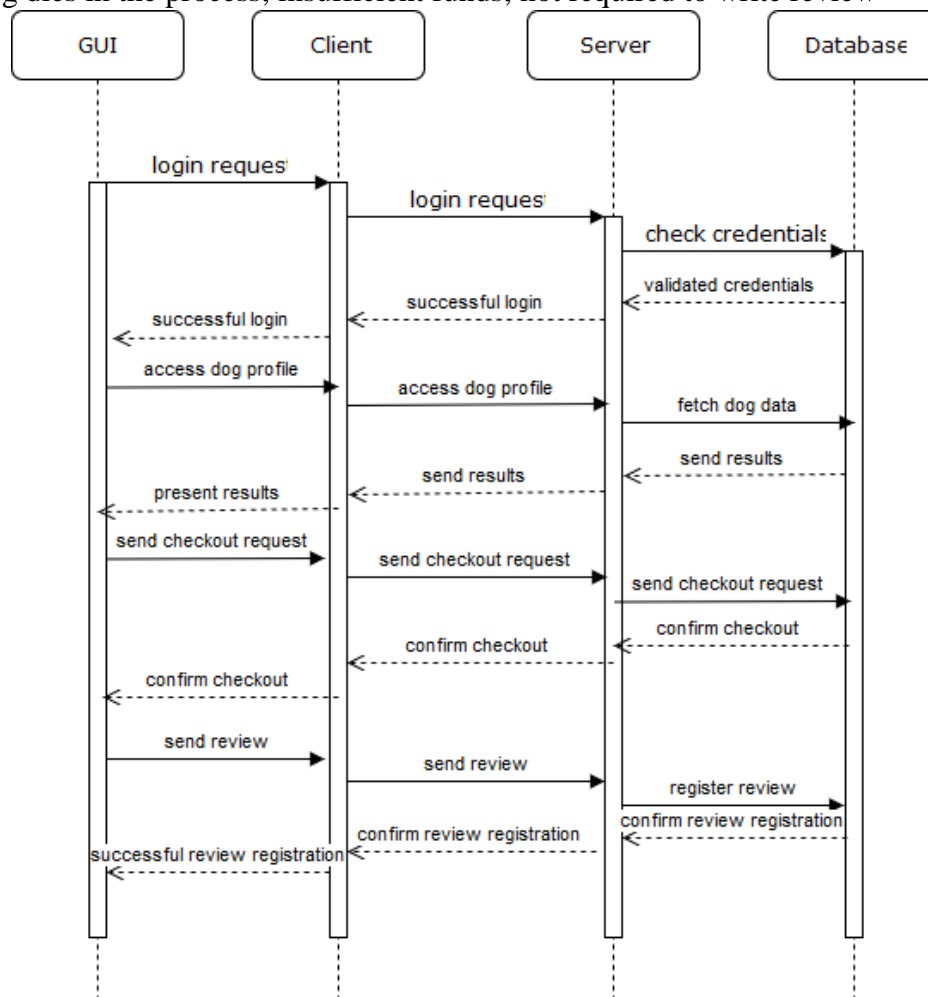 g dies in the process, insufficient funds, not required to write review
GUI Client Server Database
login request
login request
check credentials
validated credentials
successful login
successful login
access dog profile
access dog profile
fetch dog data
send results
send results
present results
send checkout request
send checkout request
send checkout request
confirm checkout
confirm checkout
confirm checkout
send review
send review
register review
confirm review registration
confirm review registration
successful review registration